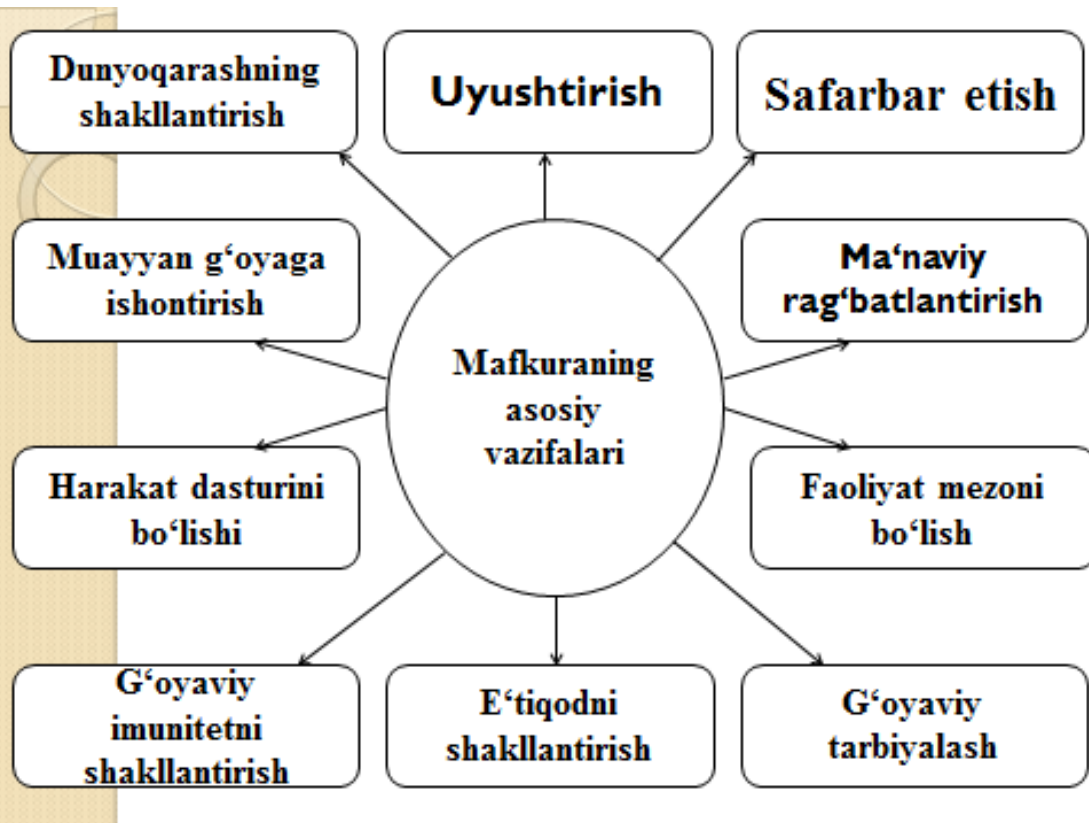 Dunyoqarashning
shakllantirish
Uyushtirish
Safarbar etish
Muayyan g‘oyaga
ishontirish
Ma‘naviy
rag‘batlantirish
Mafkuraning
asosiy
vazifalari
Harakat dasturini
bo‘lishi
Faoliyat mezoni
bo‘lish
G‘oyaviy
imunitetni
shakllantirish
E‘tiqodni
shakllantirish
G‘oyaviy
tarbiyalash